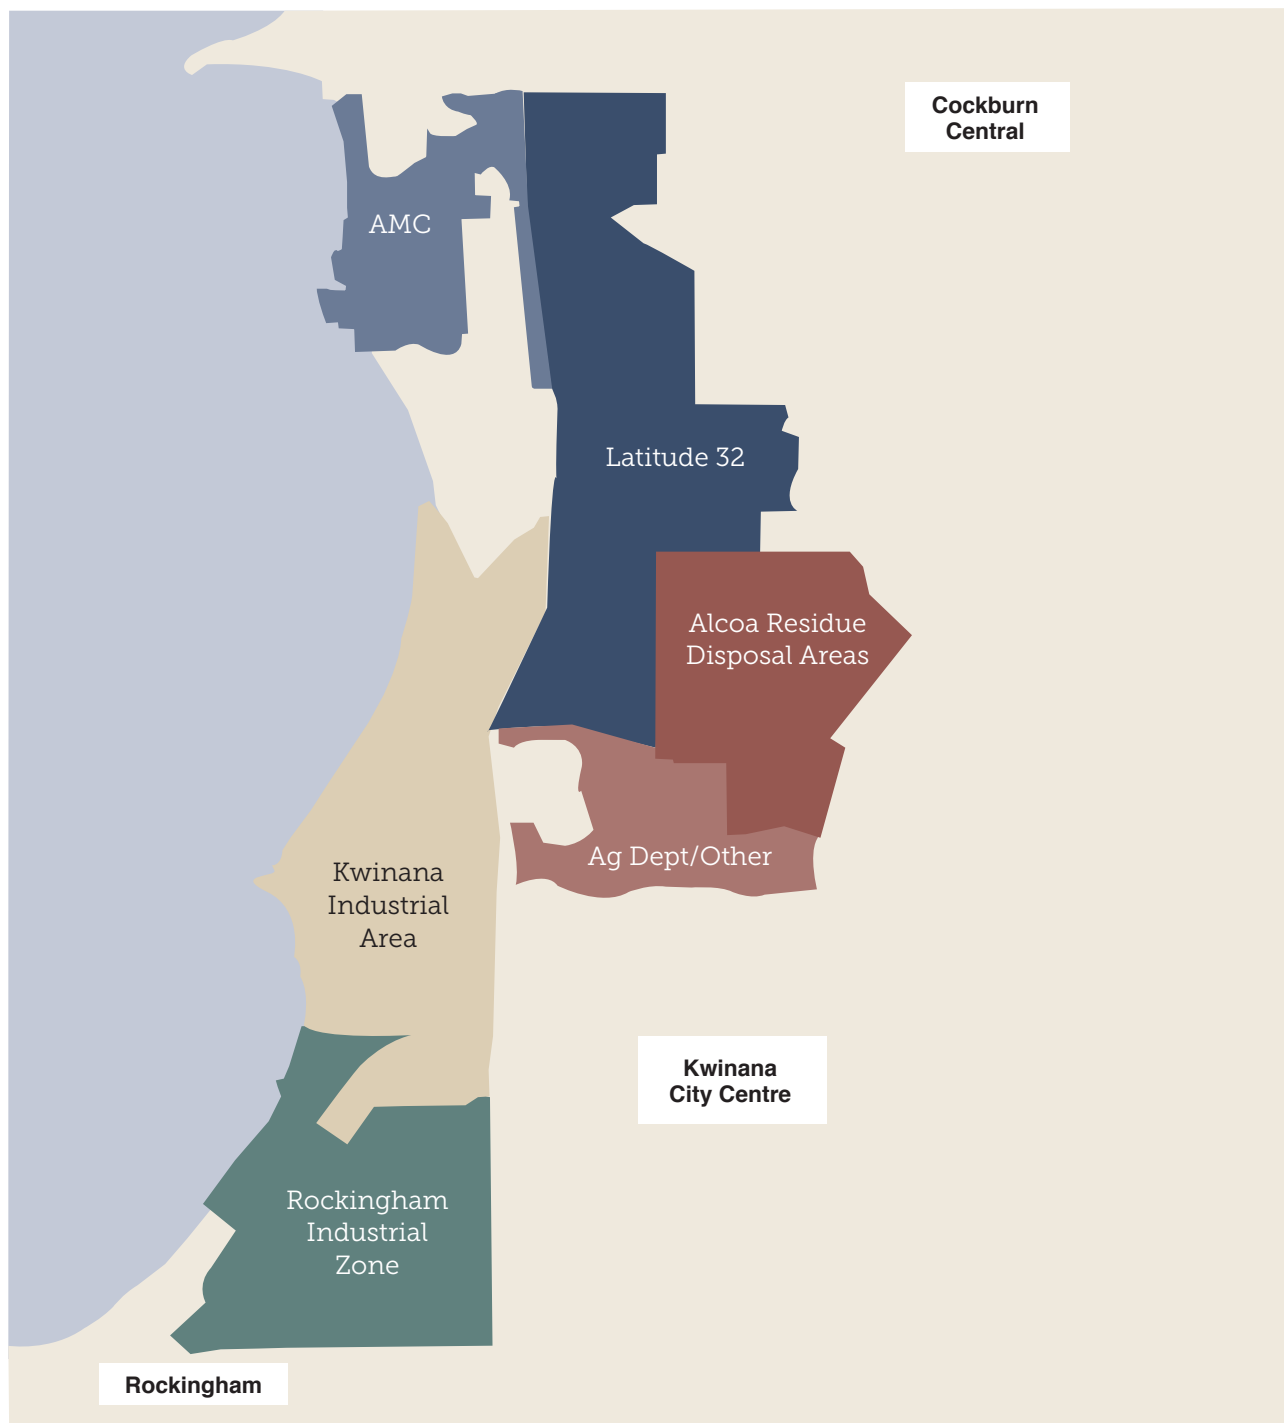 Cockburn
Central
AMC
Latitude 32
Alcoa Residue
Disposal Areas
Ag Dept/Other
Kwinana
Industrial
Area
Kwinana
City Centre
Rockingham
Industrial
Zone
Rockingham